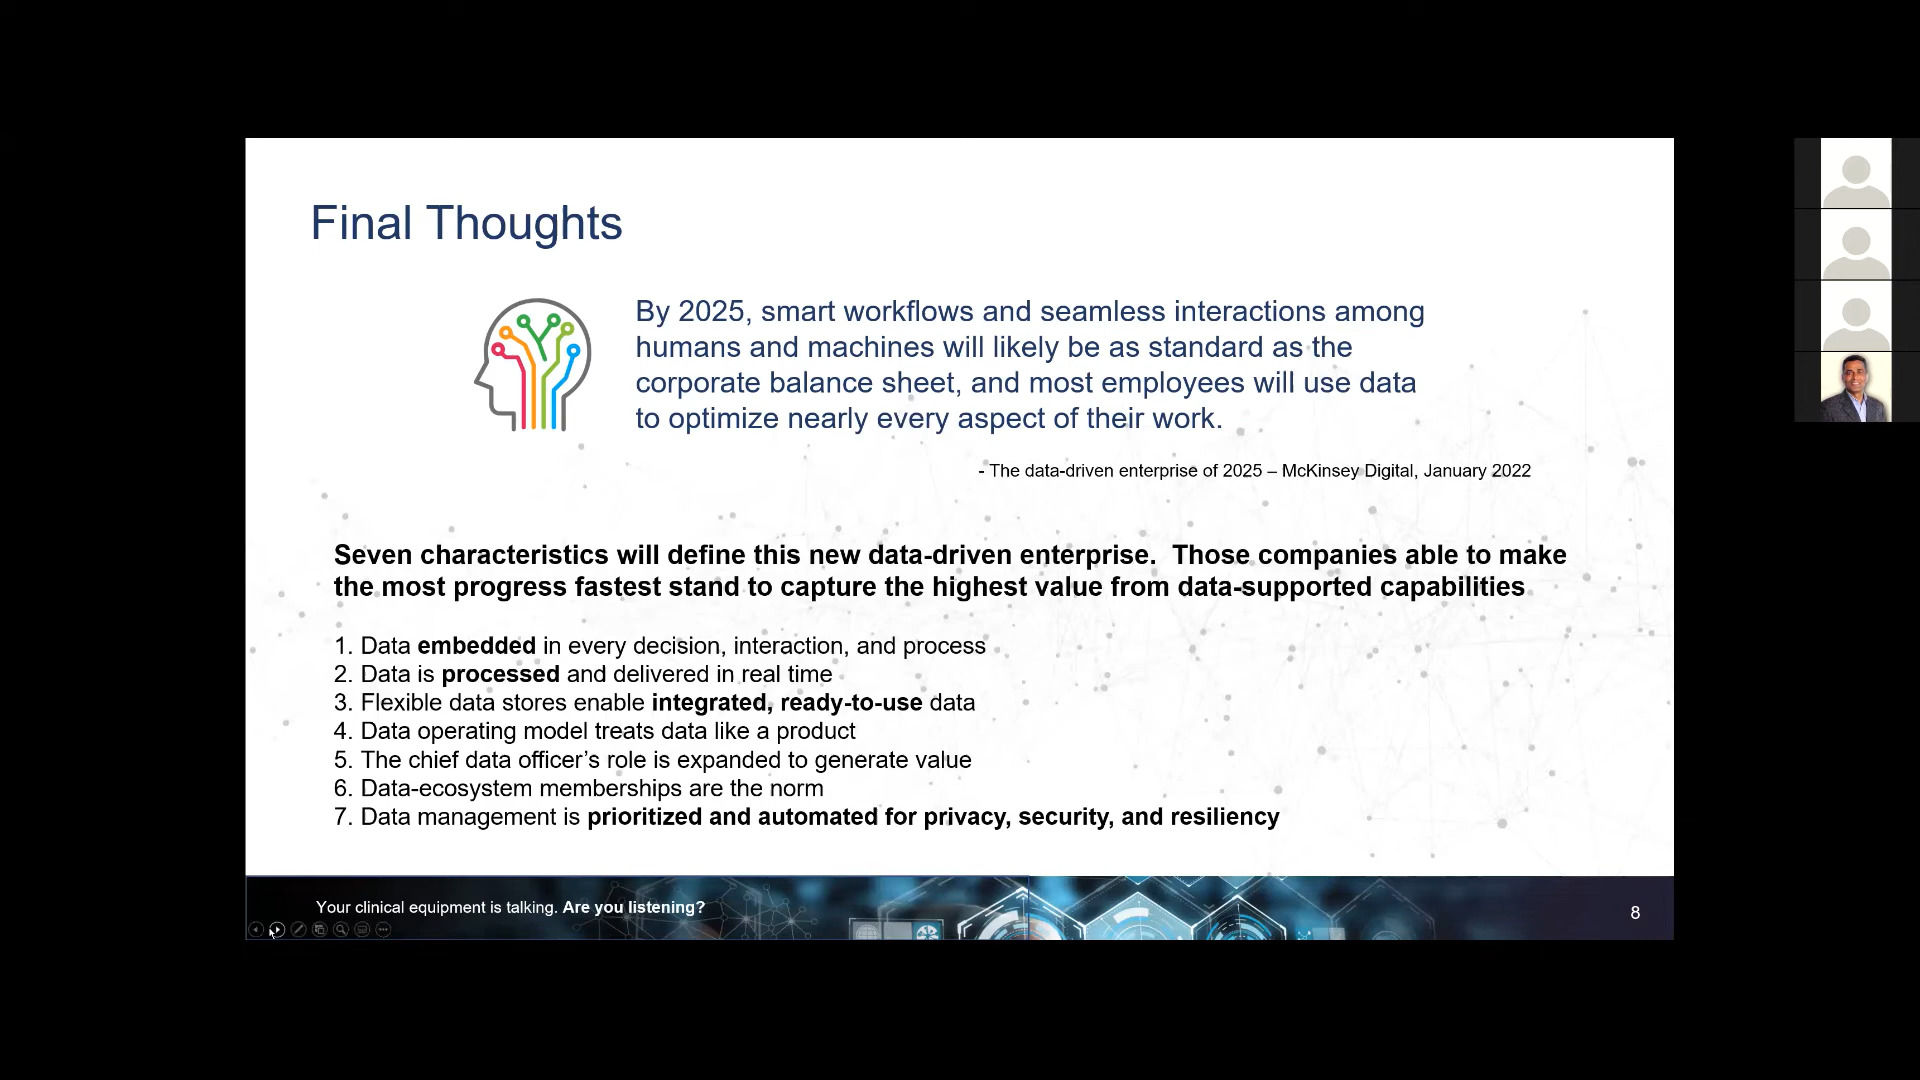 Final Thoughts
By 2025, smart workflows and seamless interactions among
humans and machines will likely be as standard as the
corporate balance sheet, and most employees will use data
to optimize nearly every aspect of their work.
- The data-driven enterprise of 2025 – McKinsey Digital, January 2022
Seven characteristics will define this new data-driven enterprise.  Those companies able to make
the most progress fastest stand to capture the highest value from data-supported capabilities
1. Data embedded in every decision, interaction, and process
2. Data is processed and delivered in real time
3. Flexible data stores enable integrated, ready-to-use data
4. Data operating model treats data like a product
5. The chief data officer’s role is expanded to generate value
6. Data-ecosystem memberships are the norm
7. Data management is prioritized and automated for privacy, security, and resiliency
Your clinical equipment is talking. Are you listening?
8